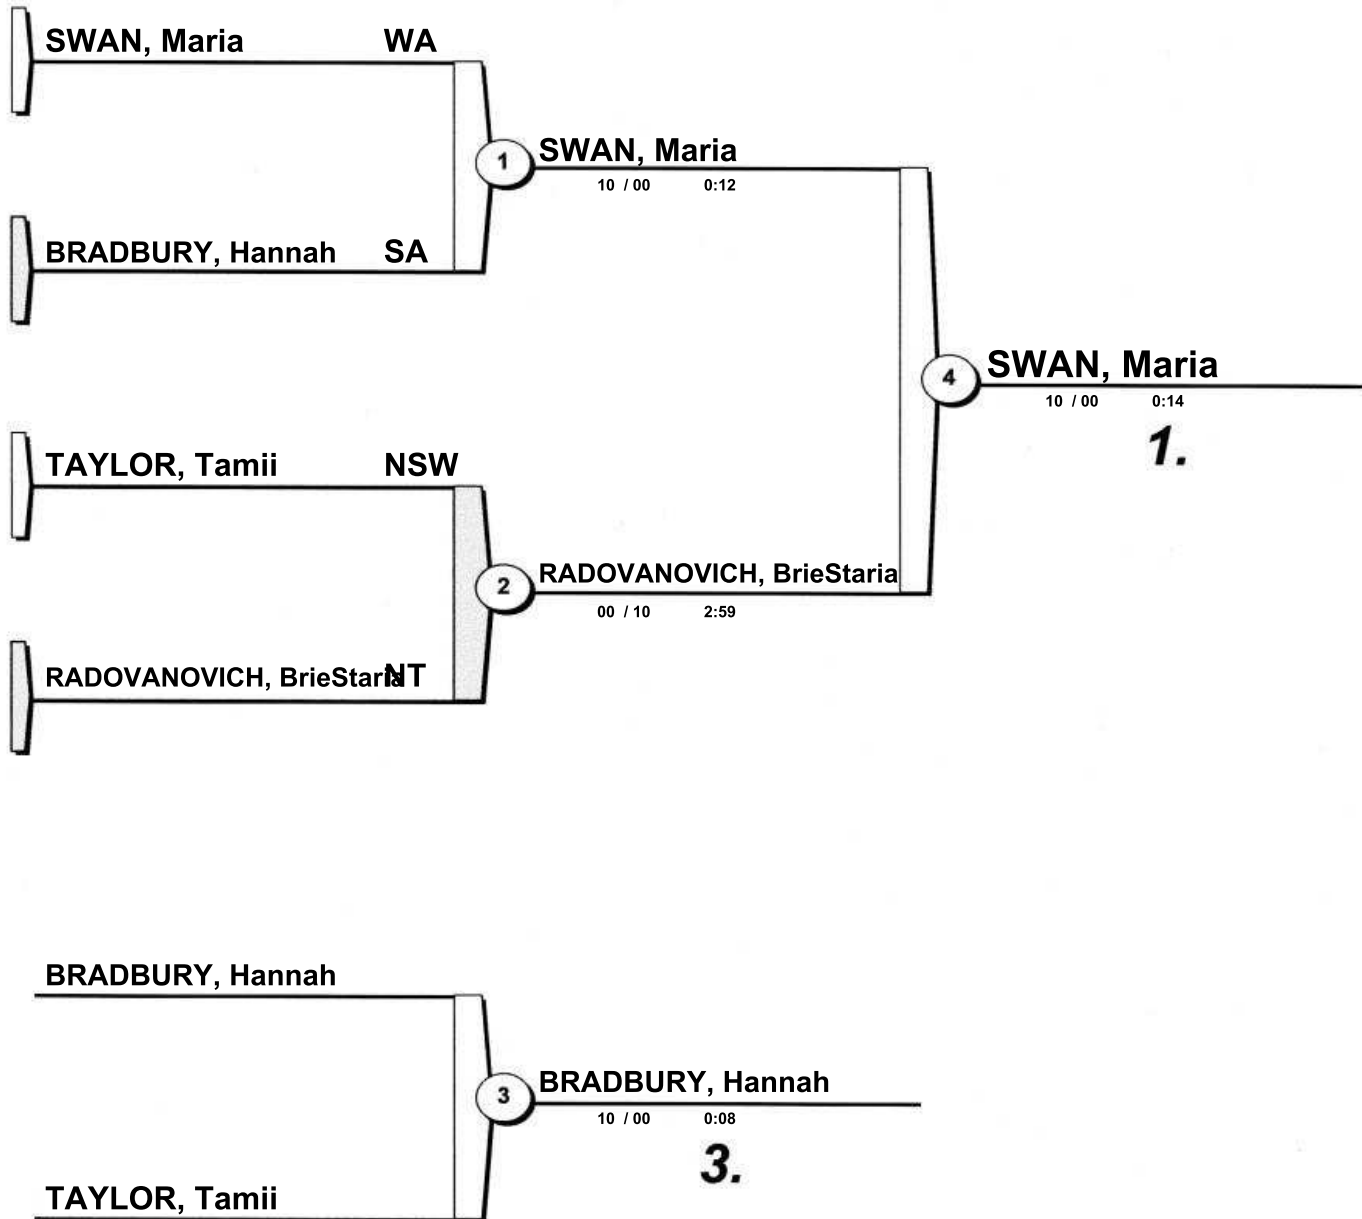 SWAN, Maria WA
1 SWAN, Maria
10 / 00 0:12
BRADBURY, Hannah SA
4 SWAN, Maria
10 / 00 0:14
1.
TAYLOR, Tamii NSW
2 RADOVANOVICH, BrieStaria
00 / 10 2:59
RADOVANOVICH, BrieStaria NT
BRADBURY, Hannah
3 BRADBURY, Hannah
10 / 00 0:08
3.
TAYLOR, Tamii